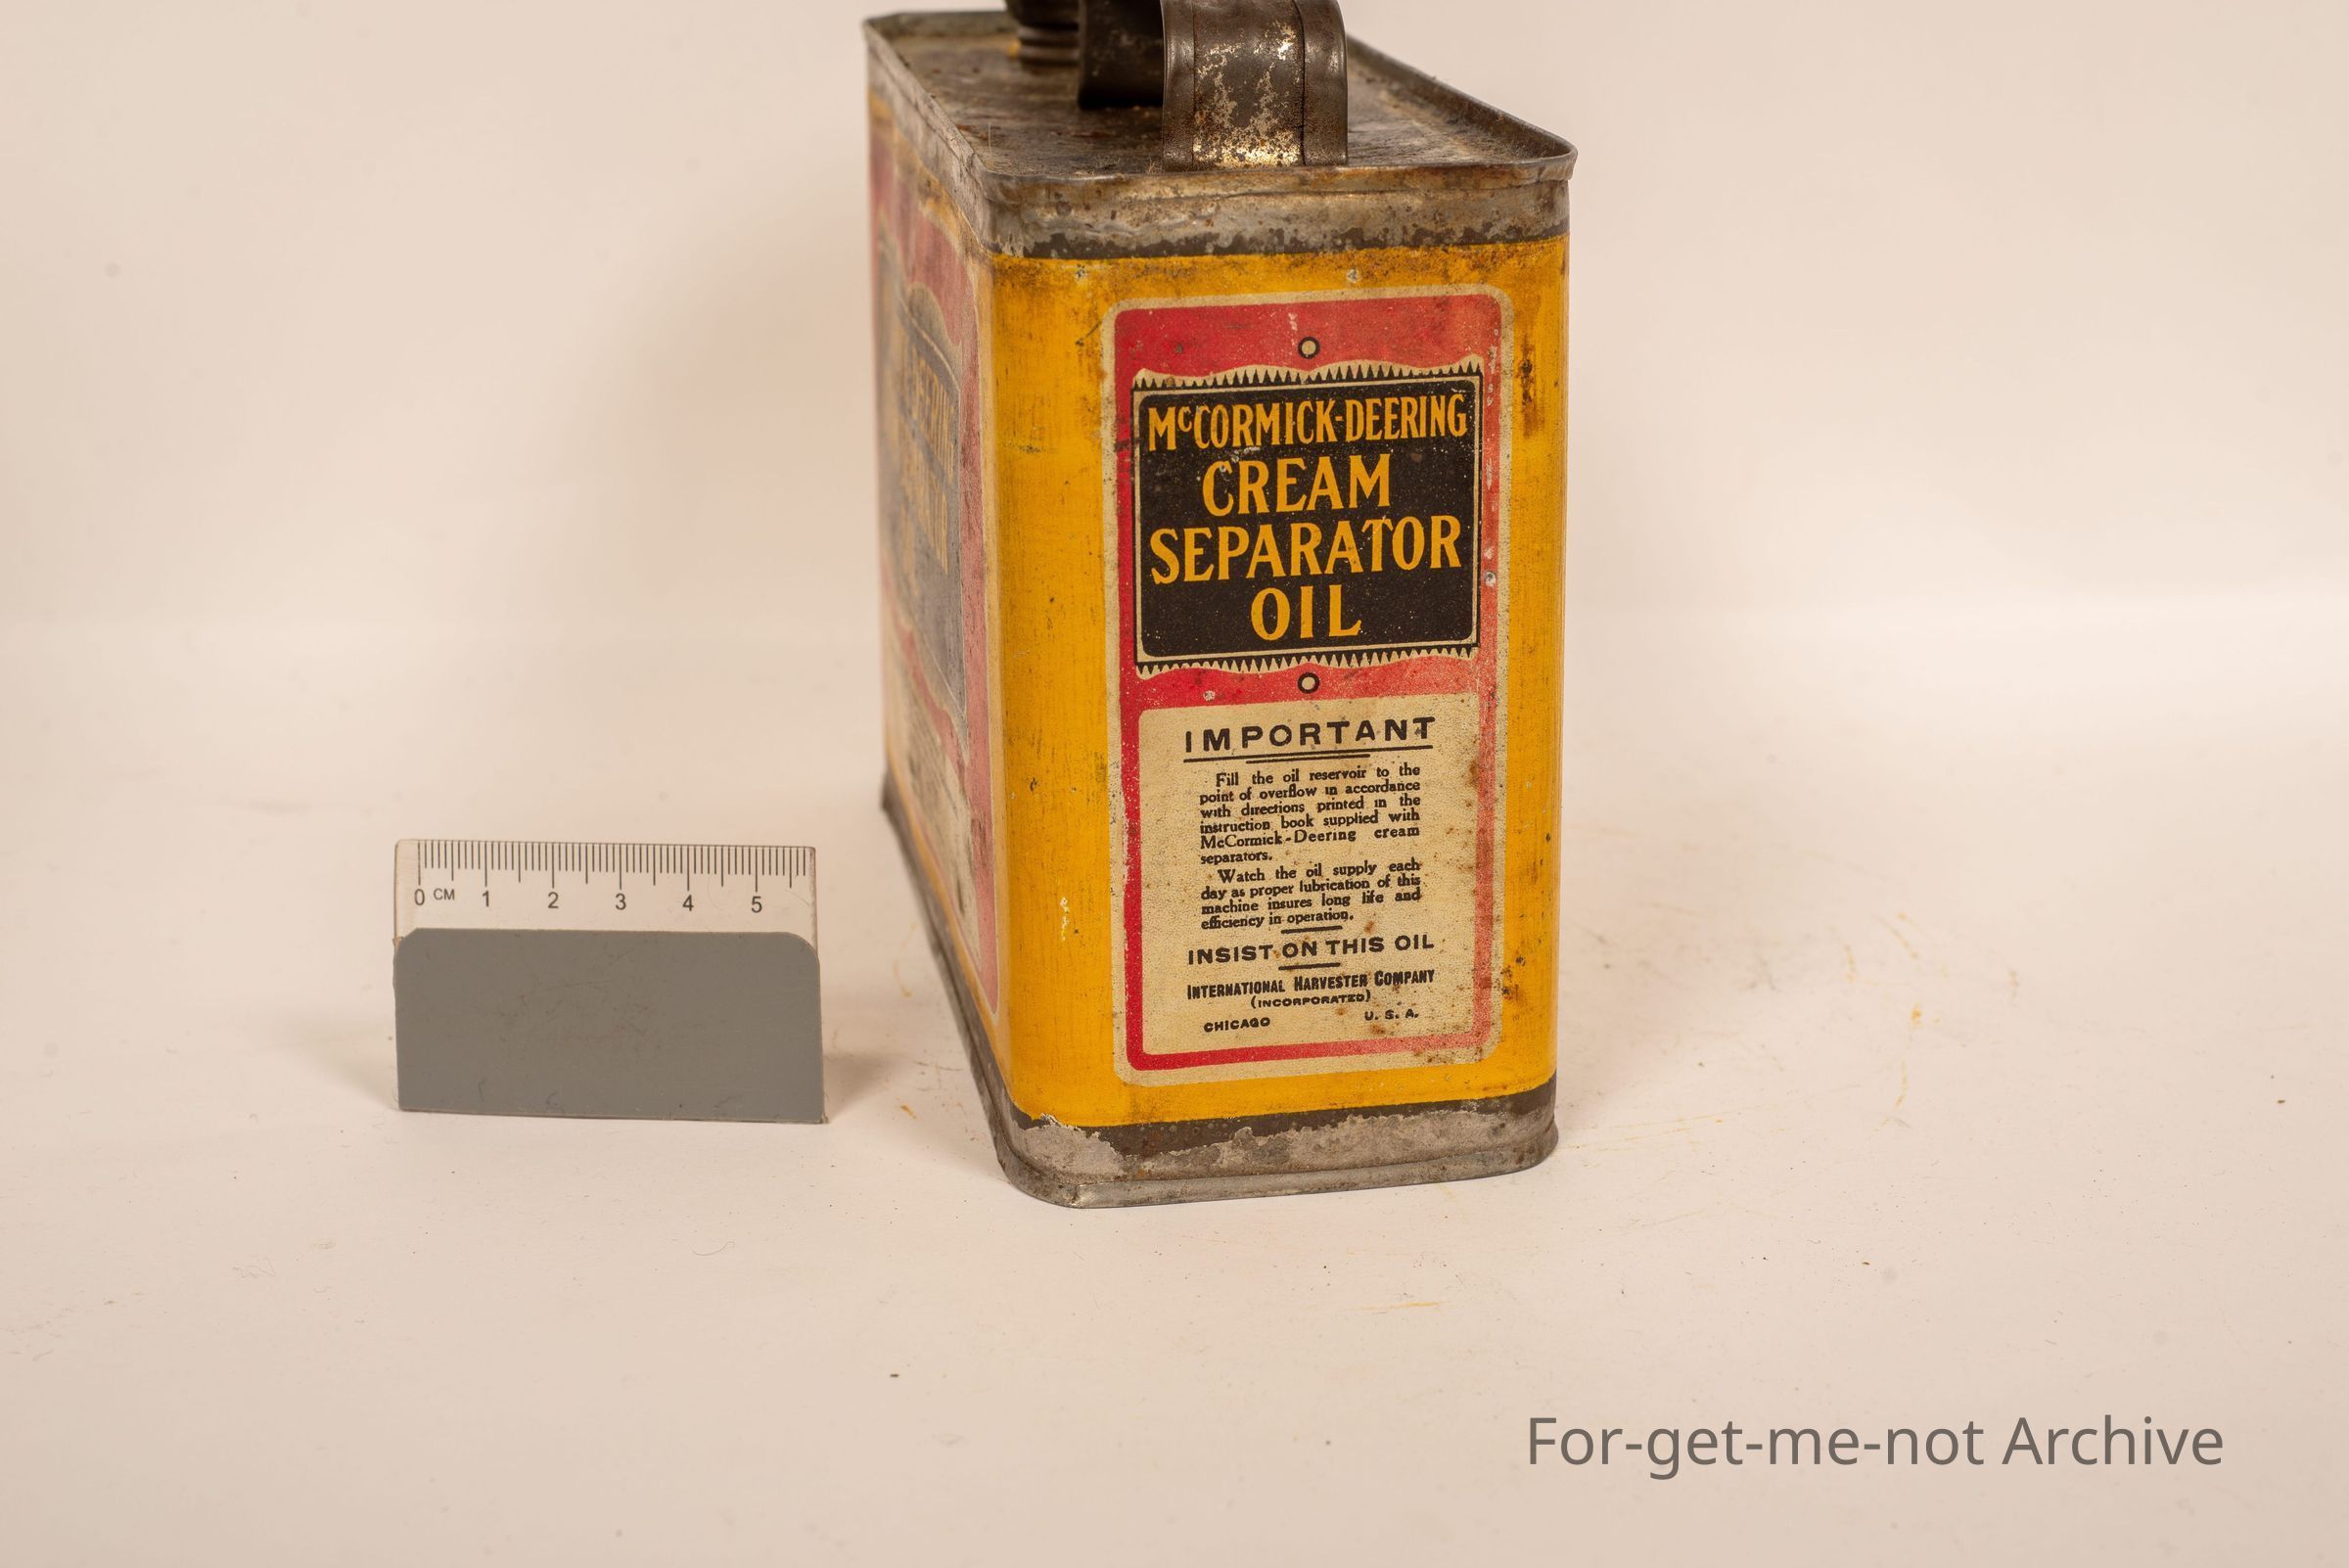 McCORMICK-DEERING
CREAM
SEPARATOR
OIL
IMPORTANT
Fill the oil reservoir to the
point of overflow in accordance
with directions printed in the
instruction book supplied with
McCormick-Deering cream
separators.
Watch the oil supply each
day as proper lubrication of this
machine insures long life and
efficiency in operation.
INSIST ON THIS OIL
INTERNATIONAL HARVESTER COMPANY
(INCORPORATED)
CHICAGO U. S. A.
0 CM 1 2 3 4 5
For-get-me-not Archive